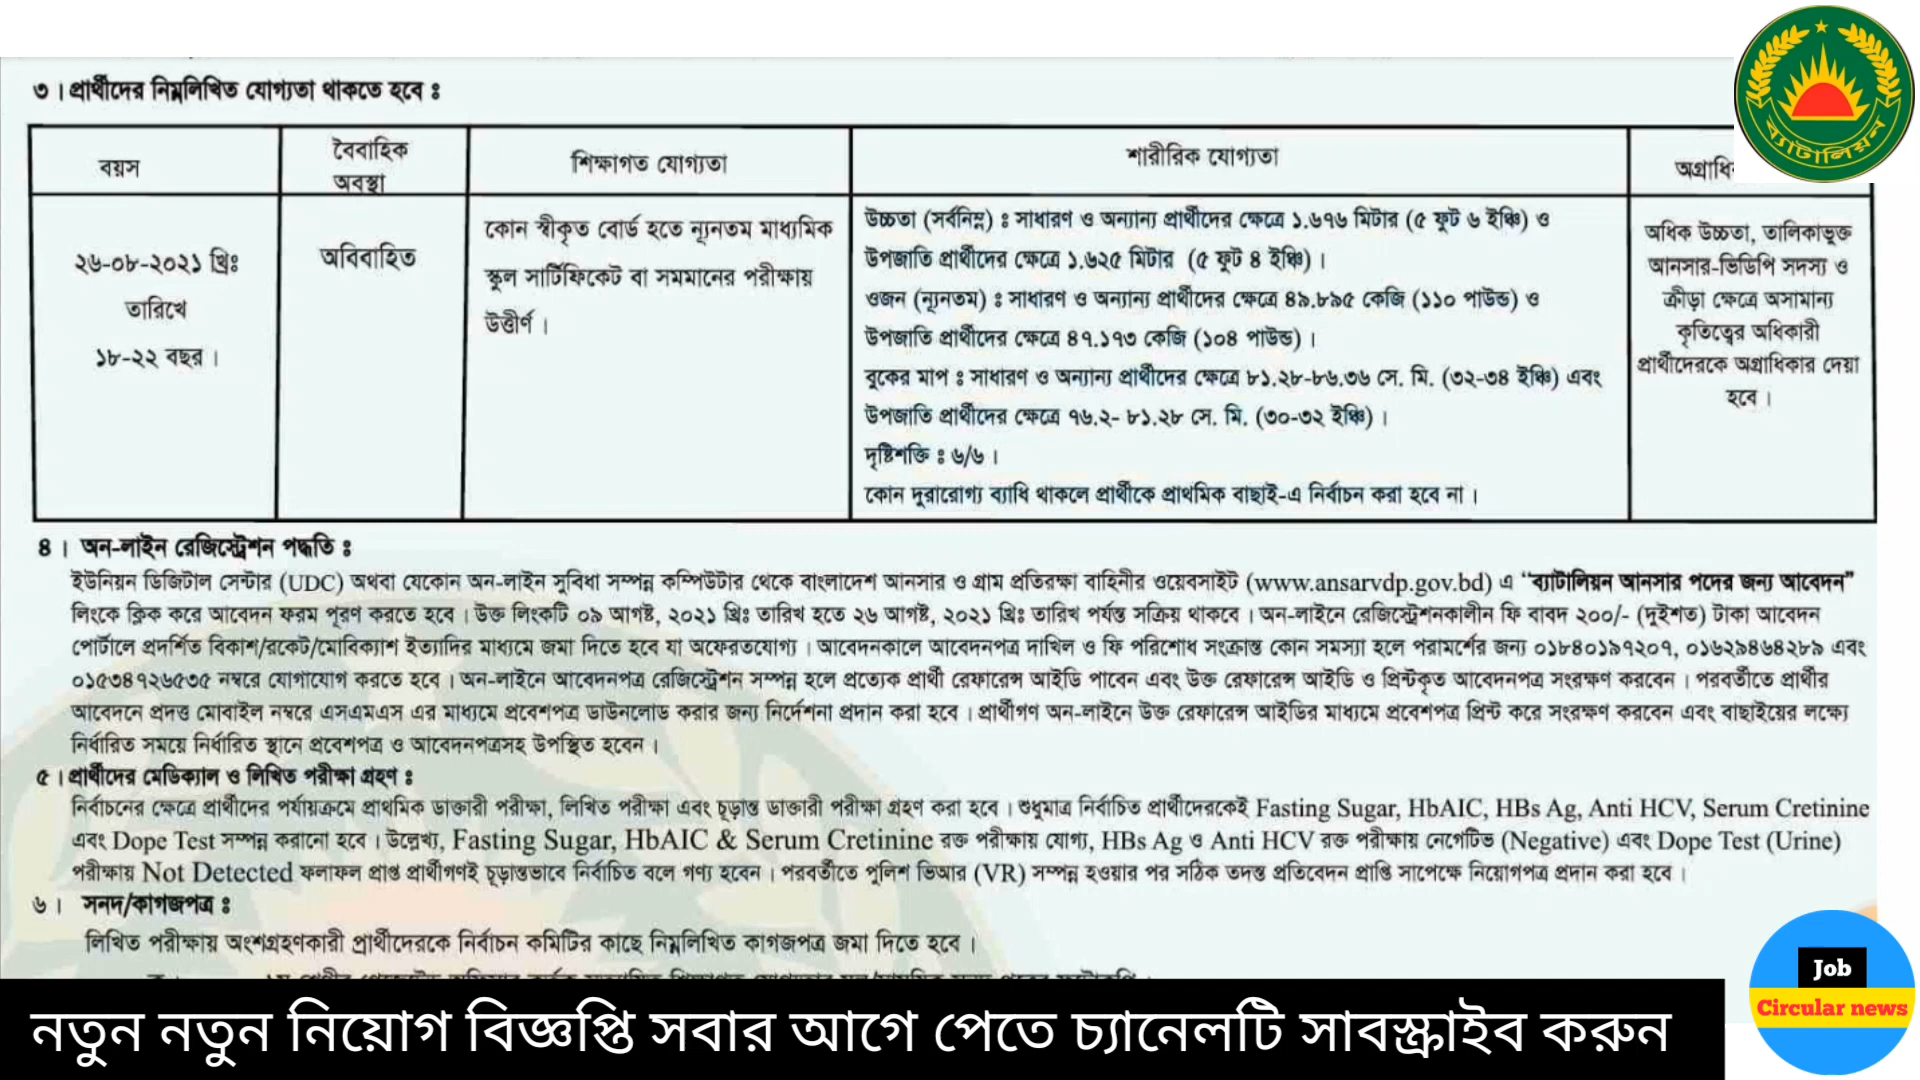 ৩। প্রার্থীদের নিম্নলিখিত যোগ্যতা থাকতে হবে ঃ
বয়স
বৈবাহিক
অবস্থা
শিক্ষাগত যোগ্যতা
শারীরিক যোগ্যতা
২৬-০৮-২০২১ খ্রিঃ
তারিখে
১৮-২২ বছর।
অবিবাহিত
কোন স্বীকৃত বোর্ড হতে ন্যূনতম মাধ্যমিক
স্কুল সার্টিফিকেট বা সমমানের পরীক্ষায়
উত্তীর্ণ।
উচ্চতা (সর্বনিম্ন) ঃ সাধারণ ও অন্যান্য প্রার্থীদের ক্ষেত্রে ১.৬৭৬ মিটার (৫ ফুট ৬ ইঞ্চি) ও
উপজাতি প্রার্থীদের ক্ষেত্রে ১.৬২৫ মিটার (৫ ফুট ৪ ইঞ্চি)।
ওজন (ন্যূনতম) ঃ সাধারণ ও অন্যান্য প্রার্থীদের ক্ষেত্রে ৪৯.৮৯৫ কেজি (১১০ পাউন্ড) ও
উপজাতি প্রার্থীদের ক্ষেত্রে ৪৭.১৭৩ কেজি (১০৪ পাউন্ড)।
বুকের মাপ ঃ সাধারণ ও অন্যান্য প্রার্থীদের ক্ষেত্রে ৮১.২৮-৮৬.৩৬ সে. মি. (৩২-৩৪ ইঞ্চি) এবং
উপজাতি প্রার্থীদের ক্ষেত্রে ৭৬.২- ৮১.২৮ সে. মি. (৩০-৩২ ইঞ্চি)।
দৃষ্টিশক্তি ঃ ৬/৬।
কোন দুরারোগ্য ব্যাধি থাকলে প্রার্থীকে প্রাথমিক বাছাই-এ নির্বাচন করা হবে না।
অধিক উচ্চতা, তালিকাভুক্ত
আনসার-ভিডিপি সদস্য ও
ক্রীড়া ক্ষেত্রে অসামান্য
কৃতিত্বের অধিকারী
প্রার্থীদেরকে অগ্রাধিকার দেয়া
হবে।
৪। অন-লাইন রেজিস্ট্রেশন পদ্ধতি ঃ
ইউনিয়ন ডিজিটাল সেন্টার (UDC) অথবা যেকোন অন-লাইন সুবিধা সম্পন্ন কম্পিউটার থেকে বাংলাদেশ আনসার ও গ্রাম প্রতিরক্ষা বাহিনীর ওয়েবসাইট (www.ansarvdp.gov.bd) এ “ব্যাটালিয়ন আনসার পদের জন্য আবেদন”
লিংকে ক্লিক করে আবেদন ফরম পূরণ করতে হবে। উক্ত লিংকটি ০৯ আগষ্ট, ২০২১ খ্রিঃ তারিখ হতে ২৬ আগষ্ট, ২০২১ খ্রিঃ তারিখ পর্যন্ত সক্রিয় থাকবে। অন-লাইনে রেজিস্ট্রেশনকালীন ফি বাবদ ২০০/- (দুইশত) টাকা আবেদন
পোর্টালে প্রদর্শিত বিকাশ/রকেট/মোবিক্যাশ ইত্যাদির মাধ্যমে জমা দিতে হবে যা অফেরতযোগ্য। আবেদনকালে আবেদনপত্র দাখিল ও ফি পরিশোধ সংক্রান্ত কোন সমস্যা হলে পরামর্শের জন্য ০১৮৪০১৯৭২০৭, ০১৬২৯৪৬৪২৮৯ এবং
০১৫৩৪৭২৬৫৩৫ নম্বরে যোগাযোগ করতে হবে। অন-লাইনে আবেদনপত্র রেজিস্ট্রেশন সম্পন্ন হলে প্রত্যেক প্রার্থী রেফারেন্স আইডি পাবেন এবং উক্ত রেফারেন্স আইডি ও প্রিন্টকৃত আবেদনপত্র সংরক্ষণ করবেন। পরবর্তীতে প্রার্থীর
আবেদনে প্রদত্ত মোবাইল নম্বরে এসএমএস এর মাধ্যমে প্রবেশপত্র ডাউনলোড করার জন্য নির্দেশনা প্রদান করা হবে। প্রার্থীগণ অন-লাইনে উক্ত রেফারেন্স আইডির মাধ্যমে প্রবেশপত্র প্রিন্ট করে সংরক্ষণ করবেন এবং বাছাইয়ের লক্ষ্যে
নির্ধারিত সময়ে নির্ধারিত স্থানে প্রবেশপত্র ও আবেদনপত্রসহ উপস্থিত হবেন।
৫। প্রার্থীদের মেডিক্যাল ও লিখিত পরীক্ষা গ্রহণ ঃ
নির্বাচনের ক্ষেত্রে প্রার্থীদের পর্যায়ক্রমে প্রাথমিক ডাক্তারী পরীক্ষা, লিখিত পরীক্ষা এবং চূড়ান্ত ডাক্তারী পরীক্ষা গ্রহণ করা হবে। শুধুমাত্র নির্বাচিত প্রার্থীদেরকেই Fasting Sugar, HbAIC, HBs Ag, Anti HCV, Serum Cretinine
এবং Dope Test সম্পন্ন করানো হবে। উল্লেখ্য, Fasting Sugar, HbAIC & Serum Cretinine রক্ত পরীক্ষায় যোগ্য, HBs Ag ও Anti HCV রক্ত পরীক্ষায় নেগেটিভ (Negative) এবং Dope Test (Urine)
পরীক্ষায় Not Detected ফলাফল প্রাপ্ত প্রার্থীগণই চূড়ান্তভাবে নির্বাচিত বলে গণ্য হবেন। পরবর্তীতে পুলিশ ভিআর (VR) সম্পন্ন হওয়ার পর সঠিক তদন্ত প্রতিবেদন প্রাপ্তি সাপেক্ষে নিয়োগপত্র প্রদান করা হবে।
৬। সনদ/কাগজপত্র ঃ
লিখিত পরীক্ষায় অংশগ্রহণকারী প্রার্থীদেরকে নির্বাচন কমিটির কাছে নিম্নলিখিত কাগজপত্র জমা দিতে হবে।
নতুন নতুন নিয়োগ বিজ্ঞপ্তি সবার আগে পেতে চ্যানেলটি সাবস্ক্রাইব করুন
ব্যাটালিয়ন
Job
Circular news